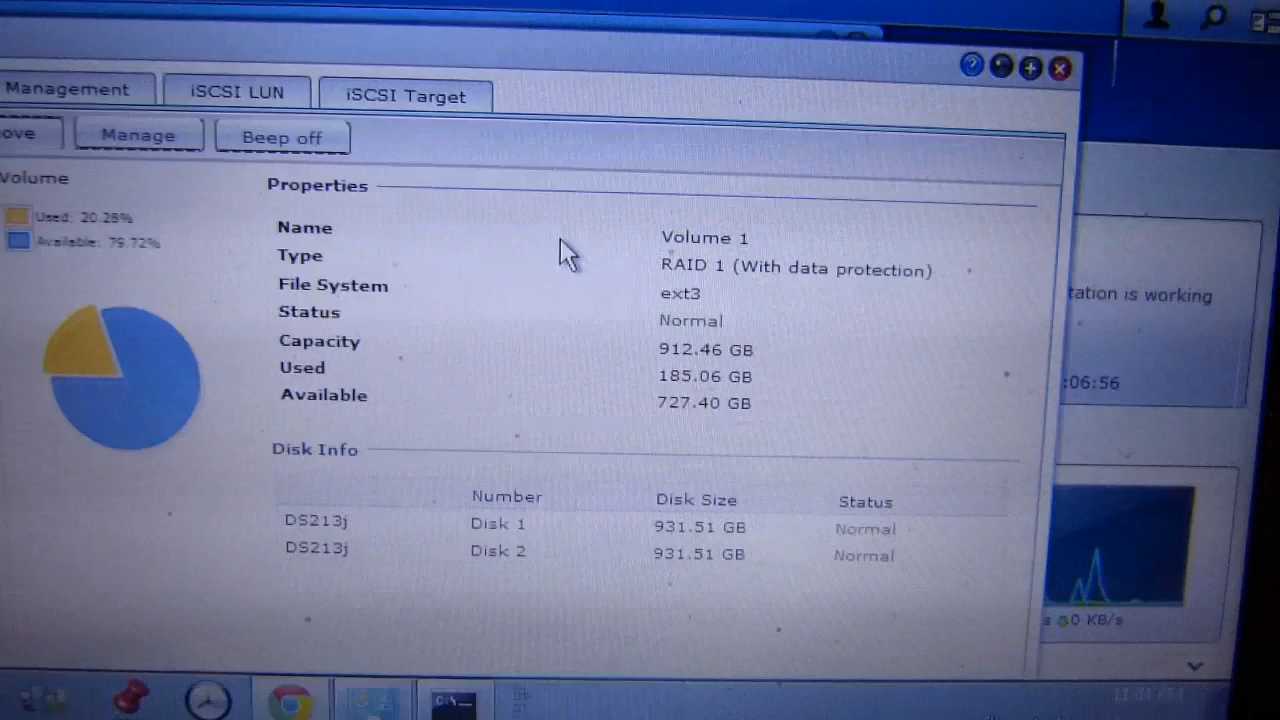 Management iSCSI LUN iSCSI Target
ove Manage Beep off
Volume
Used: 20.28%
Available: 79.72%
Properties
Name Volume 1
Type RAID 1 (With data protection)
File System ext3
Status Normal
Capacity 912.46 GB
Used 185.06 GB
Available 727.40 GB
Disk Info
Number Disk Size Status
DS213j Disk 1 931.51 GB Normal
DS213j Disk 2 931.51 GB Normal
tation is working
:06:56
s 0 KB/s
C:\